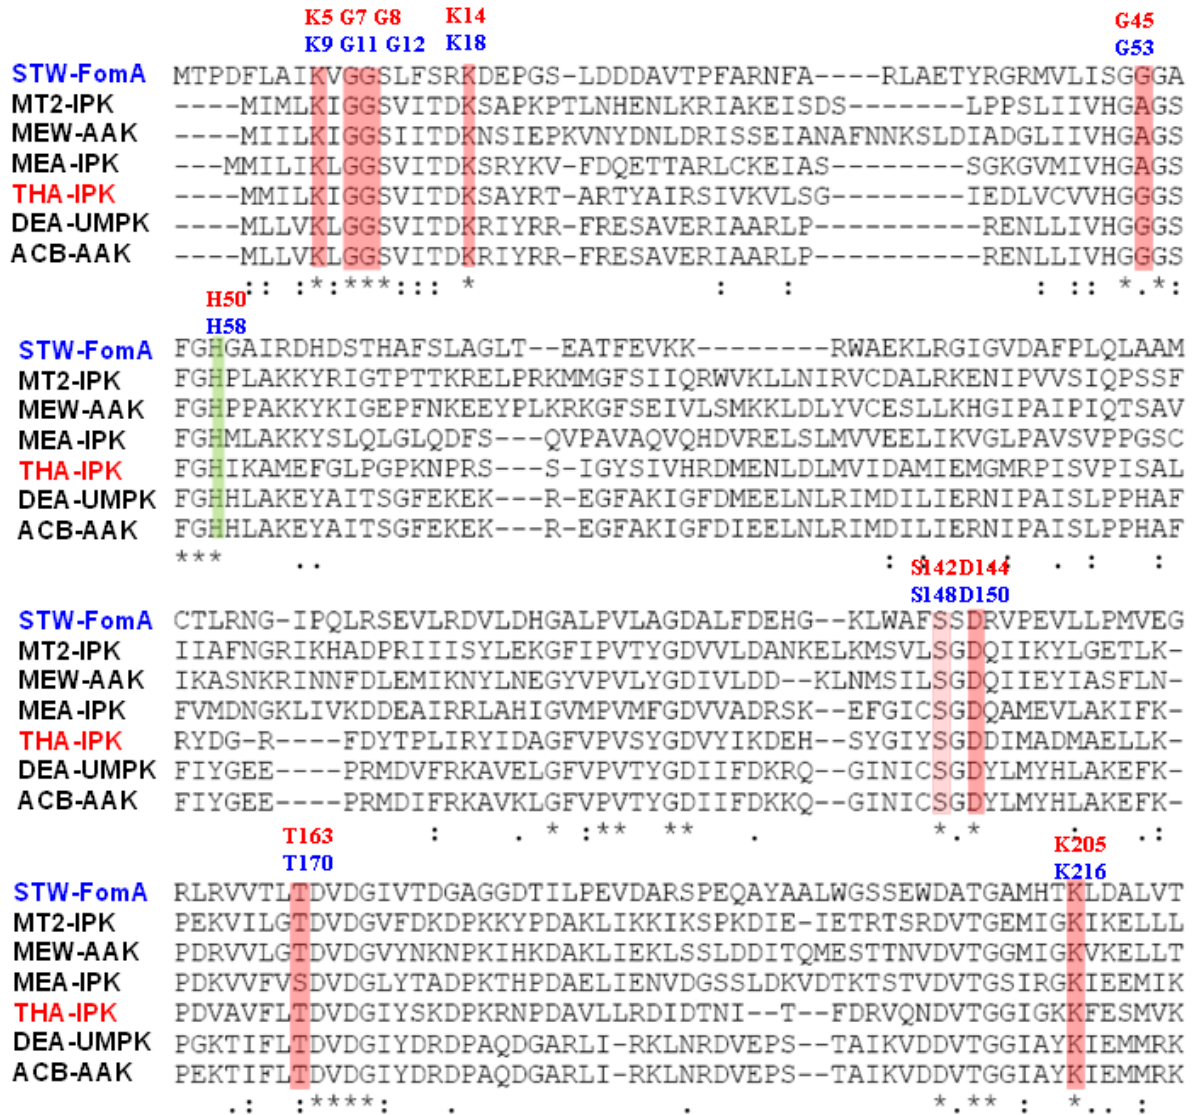 K5 G7 G8 K14 G45
K9 G11 G12 K18 G53
STW-FomA MTPDFLAIKVGGSLFSRKDEPGS-LDDDAVTPFARNFA----RLAETYRGRMVLISGGGA
MT2-IPK ----MIMLKIGGSVITDKSAPKPTLNHENLKRIAKEISDS-------LPPSLIIVHGAGS
MEW-AAK ----MIILKIGGSIITDKNSIEPKVNYDNLDRISSEIANAFNNKSLDIADGLIIVHGAGS
MEA-IPK ---MMILIKLGGSVITDKSRYKV-FDQETTARLCKEIAS---------SGKGVMIVHGAGS
THA-IPK ----MMILKIGGSVITDKSAYRT-ARTYAIRSIVKVLSG---------IEDLVCVVHGGGS
DEA-UMPK ----MLLVKLGGSVITDKRIYRR-FRESAVERIAARLP----------RENLLIVHGGGS
ACB-AAK ----MLLVKLGGSVITDKRIYRR-FRESAVERIAARLP----------RENLLIVHGGGS
:: :*:***::: * : : : :: *.*:
H50
H58
STW-FomA FGHGAIRDHDSTHAFSLAGLT--EATFEVKK--------RWAEKLRGIGVDAFPLQLAAM
MT2-IPK FGHPLAKKYRIGTPTTKRELPRKMMGFSIIQRWVKLLNIRVCDALRKENIPVVSIQPSSF
MEW-AAK FGHPPAKKYKIGEPFNKEEYPLKRKGFSEIVLSMKKLDLYVCESLLKHGIPAIPIQTSAV
MEA-IPK FGHMLAKKYSLQLGLQDFS---QVPAVAQVQHDVRELSLMVVEELIKVGLPAVSVPPGSC
THA-IPK FGHIKAMEFGLPGPKNPRS---S-IGYSIVHRDMENLDLMVIDAMIEMGMRPISVPISAL
DEA-UMPK FGHHLAKEYAITSGFEKEK---R-EGFAKIGFDMEELNLRIMDILIERNIPAISLPPHAF
ACB-AAK FGHHLAKEYAITSGFEKEK---R-EGFAKIGFDIEELNLRIMDILIERNIPAISLPPHAF
*** .. : : : . : :
S142 D144
S148 D150
STW-FomA CTLRNG-IPQLRSEVLRDVLDHGALPVLAGDALFDEHG--KLWAFSSDRVPEVLLPMVEG
MT2-IPK IIAFNGRIKHADPRIIISYLEKGFIPVTYGDVVLDANKELKMSVLSGDQIIKYLGETLK-
MEW-AAK IKASNKRINNFDLEMIKNYLNEGYVPVLYGDIVLDD--KLNMSILSGDQIIEYIASFLN-
MEA-IPK FVMDNGKLIVKDDEAIRRLAHIGVMPVMFGDVVADRSK--EFGICSGDQAMEVLAKIFK-
THA-IPK RYDG-R----FDYTPLIRYIDAGFVPVSYGDVYIKDEH--SYGIYSGDDIMADMAELLK-
DEA-UMPK FIYGEE----PRMDVFRKAVELGFVPVTYGDIIFDKRQ--GINICSGDYLMYHLAKEFK-
ACB-AAK FIYGEE----PRMDIFRKAVKLGFVPVTYGDIIFDKKQ--GINICSGDYLMYHLAKEFK-
: . * :** ** . *.* : .:
T163 K205
T170 K216
STW-FomA RLRVVTLTDVDGIVTDGAGGDTILPEVDARSPEQAYAALWGSSEWDATGAMHTKLDALVT
MT2-IPK PEKVILGTDVDGVFDKDPKKYPDAKLIKKIKSPKDIE-IETRTSRDVTGEMIGKIKELLL
MEW-AAK PDRVVLGTDVDGVYNKNPKIHKDAKLIEKLSSLDDITQMESTTNVDVTGGMIGKVKELLT
MEA-IPK PDKVVFVSDVDGLYTADPKTHPDAELIENVDGSSLDKVDTKTSTVDVTGSIRGKIEEMIK
THA-IPK PDVAVFLTDVDGIYSKDPKRNPDAVLLRDIDTNI--T--FDRVQNDVTGGIGKKFESMVK
DEA-UMPK PGKTIFLTDVDGIYDRDPAQDGARLI-RKLNRDVEPS--TAIKVDDVTGGIAYKIEMMRK
ACB-AAK PEKTIFLTDVDGIYDRDPAQDGARLI-RKLNRDVEPS--TAIKVDDVTGGIAYKIEMMRK
.: :****: . . *.** : *.. :